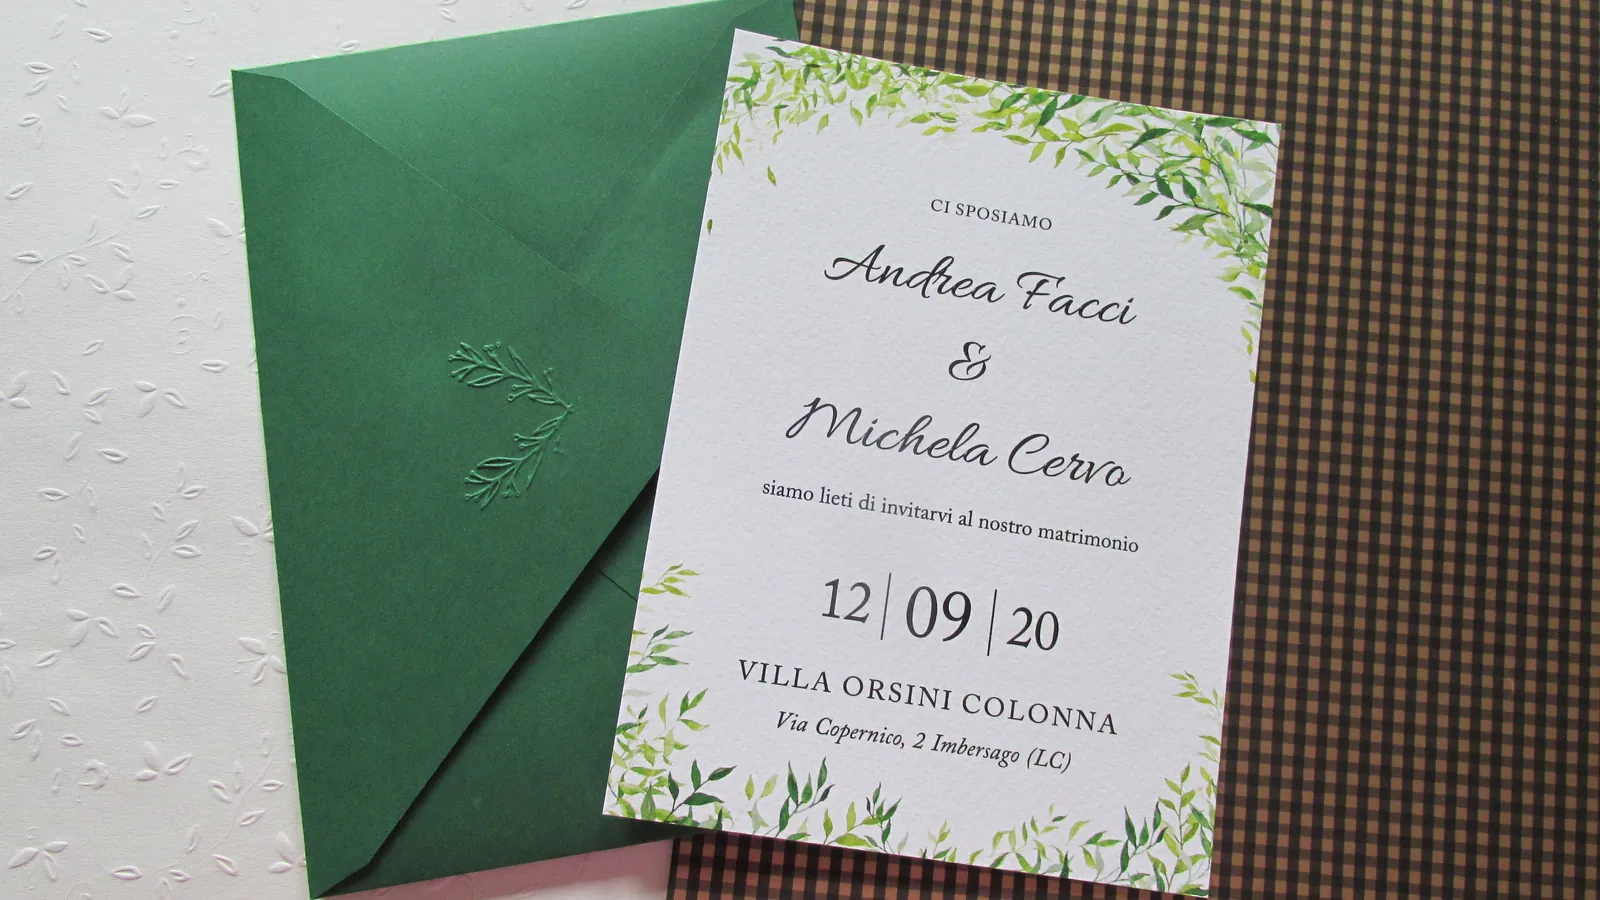 CI SPOSIAMO
Andrea Facci
&
Michela Cervo
siamo lieti di invitarvi al nostro matrimonio
12 | 09 | 20
VILLA ORSINI COLONNA
Via Copernico, 2 Imbersago (LC)